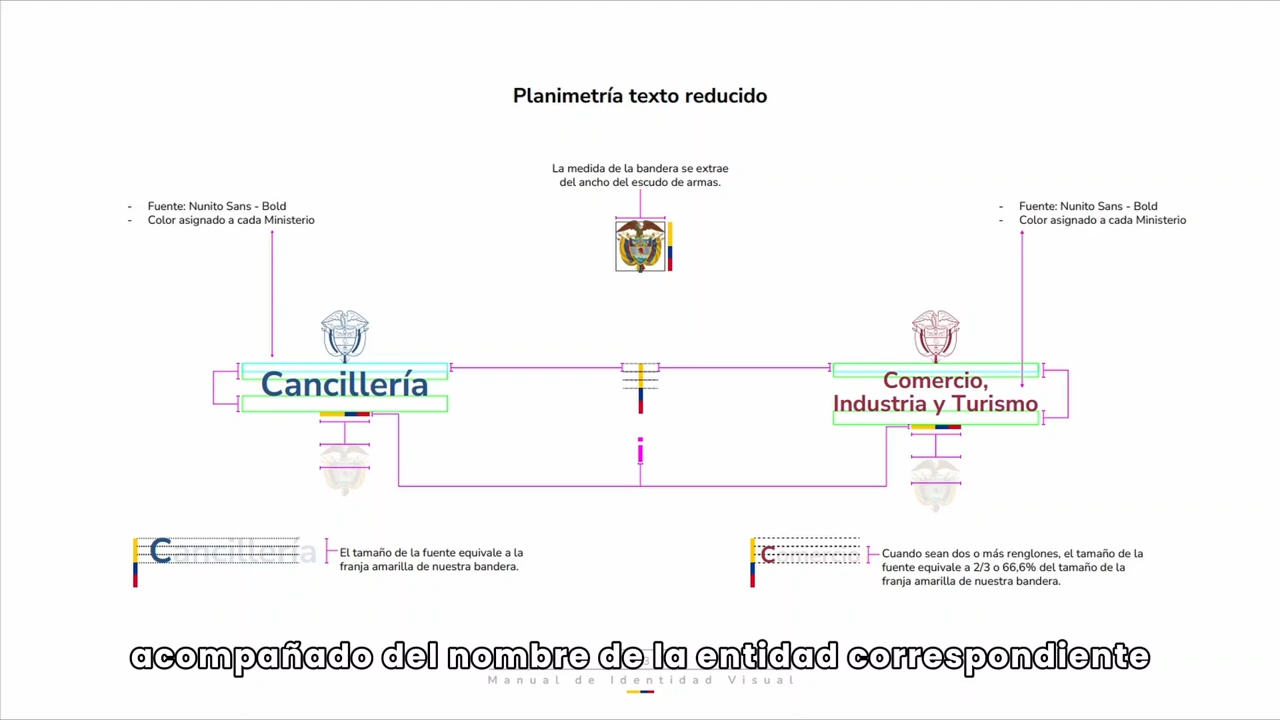 Planimetría texto reducido
La medida de la bandera se extrae
del ancho del escudo de armas.
- Fuente: Nunito Sans - Bold
- Color asignado a cada Ministerio
- Fuente: Nunito Sans - Bold
- Color asignado a cada Ministerio
Cancillería
Comercio,
Industria y Turismo
i
Cancillería
El tamaño de la fuente equivale a la
franja amarilla de nuestra bandera.
Comercio
Cuando sean dos o más renglones, el tamaño de la
fuente equivale a 2/3 o 66,6% del tamaño de la
franja amarilla de nuestra bandera.
acompañado del nombre de la entidad correspondiente
Manual de Identidad Visual